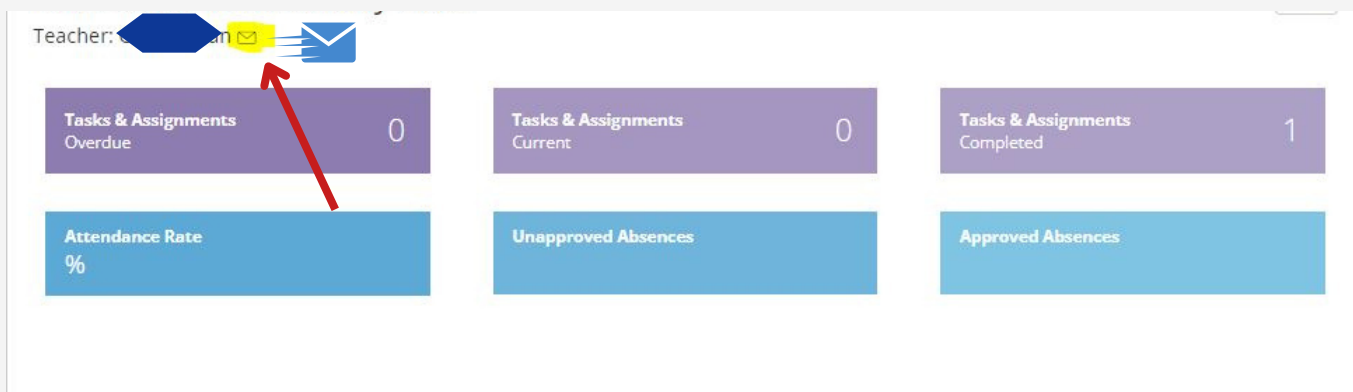 Teacher:
Tasks & Assignments
Overdue
0
Tasks & Assignments
Current
0
Tasks & Assignments
Completed
1
Attendance Rate
%
Unapproved Absences
Approved Absences